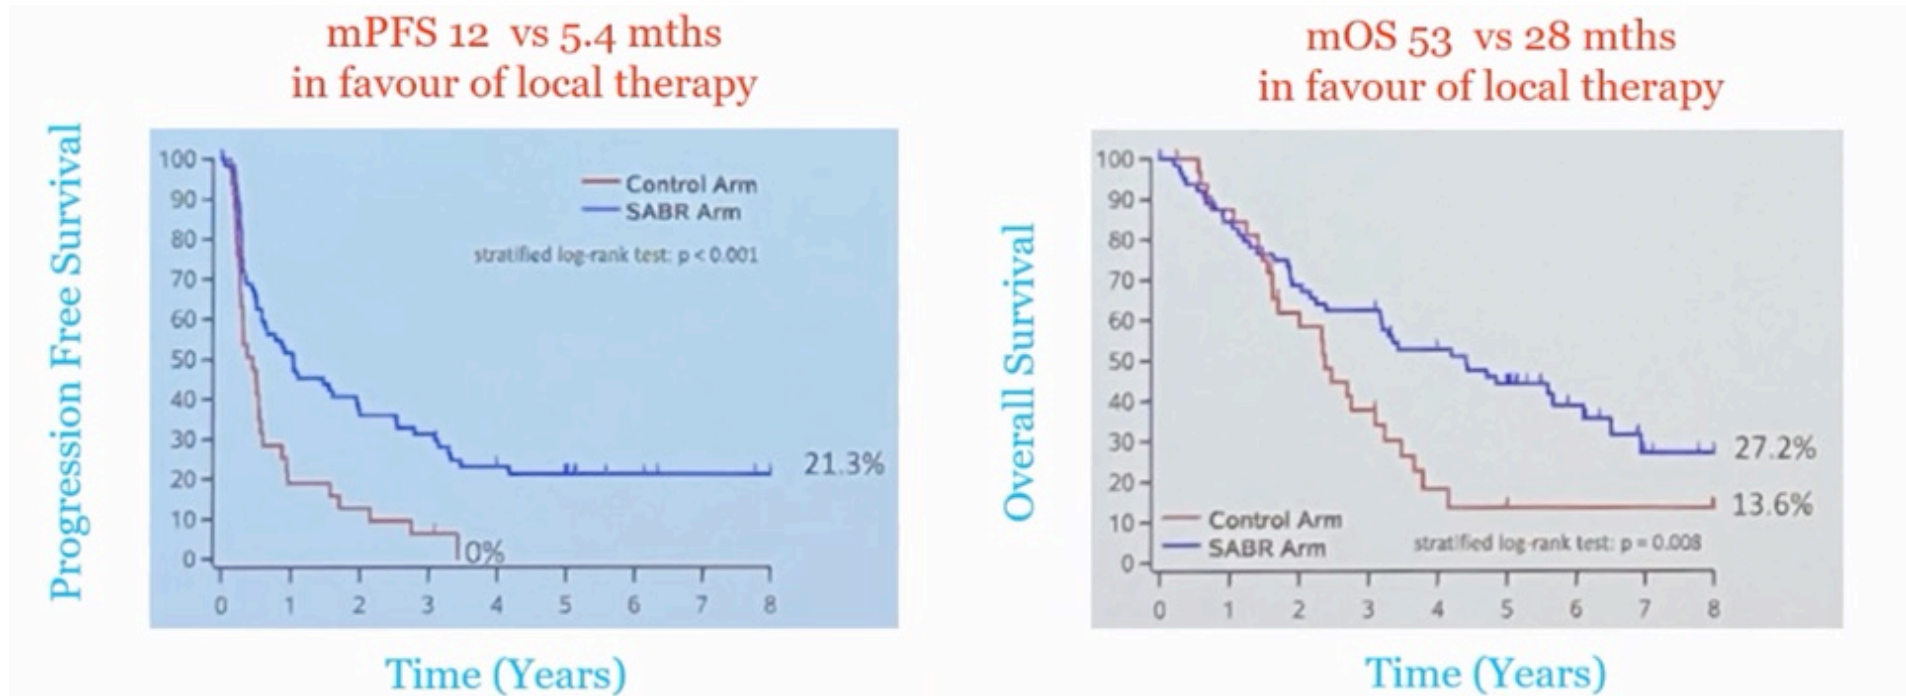 mPFS 12 vs 5.4 mths
in favour of local therapy
Progression Free Survival
100
90
80
70
60
50
40
30
20
10
0
Control Arm
SABR Arm
stratified log-rank test: p < 0.001
21.3%
0%
0 1 2 3 4 5 6 7 8
Time (Years)
mOS 53 vs 28 mths
in favour of local therapy
Overall Survival
100
90
80
70
60
50
40
30
20
10
0
27.2%
13.6%
Control Arm
SABR Arm
stratified log-rank test: p = 0.008
0 1 2 3 4 5 6 7 8
Time (Years)